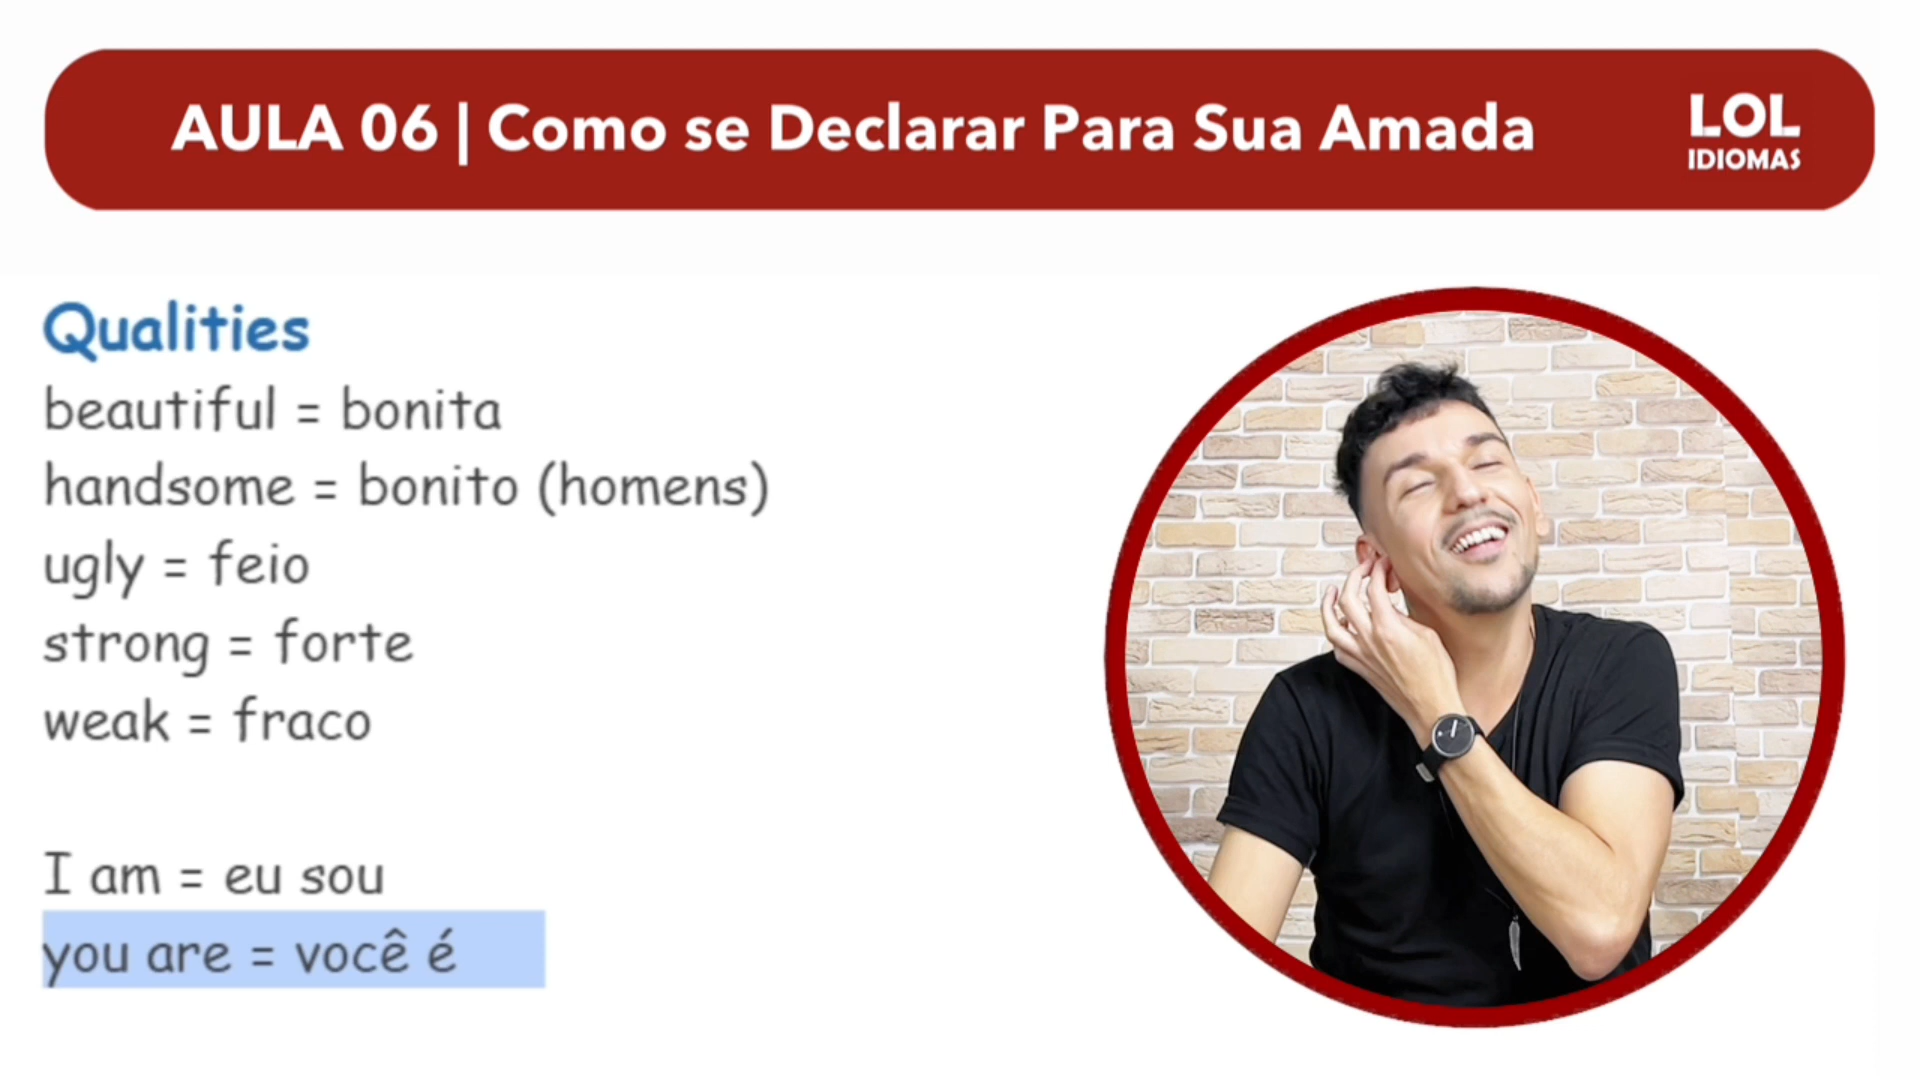 AULA 06 | Como se Declarar Para Sua Amada
LOL
IDIOMAS
Qualities
beautiful = bonita
handsome = bonito (homens)
ugly = feio
strong = forte
weak = fraco
I am = eu sou
you are = você é